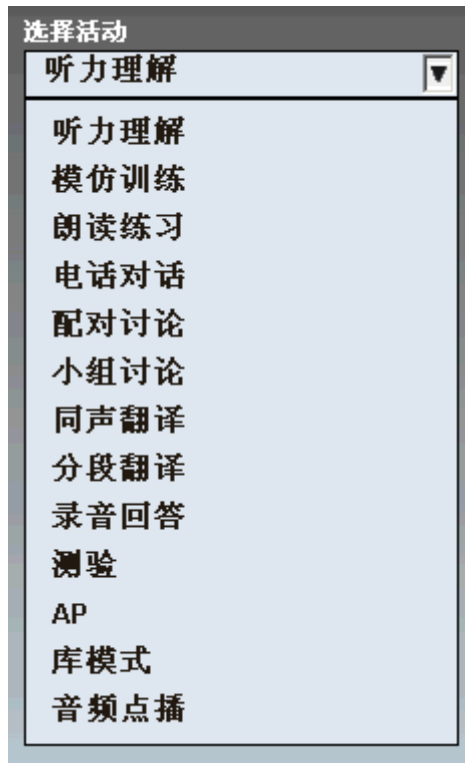 选择活动
听力理解
听力理解
模仿训练
朗读练习
电话对话
配对讨论
小组讨论
同声翻译
分段翻译
录音回答
测验
AP
库模式
音频点播